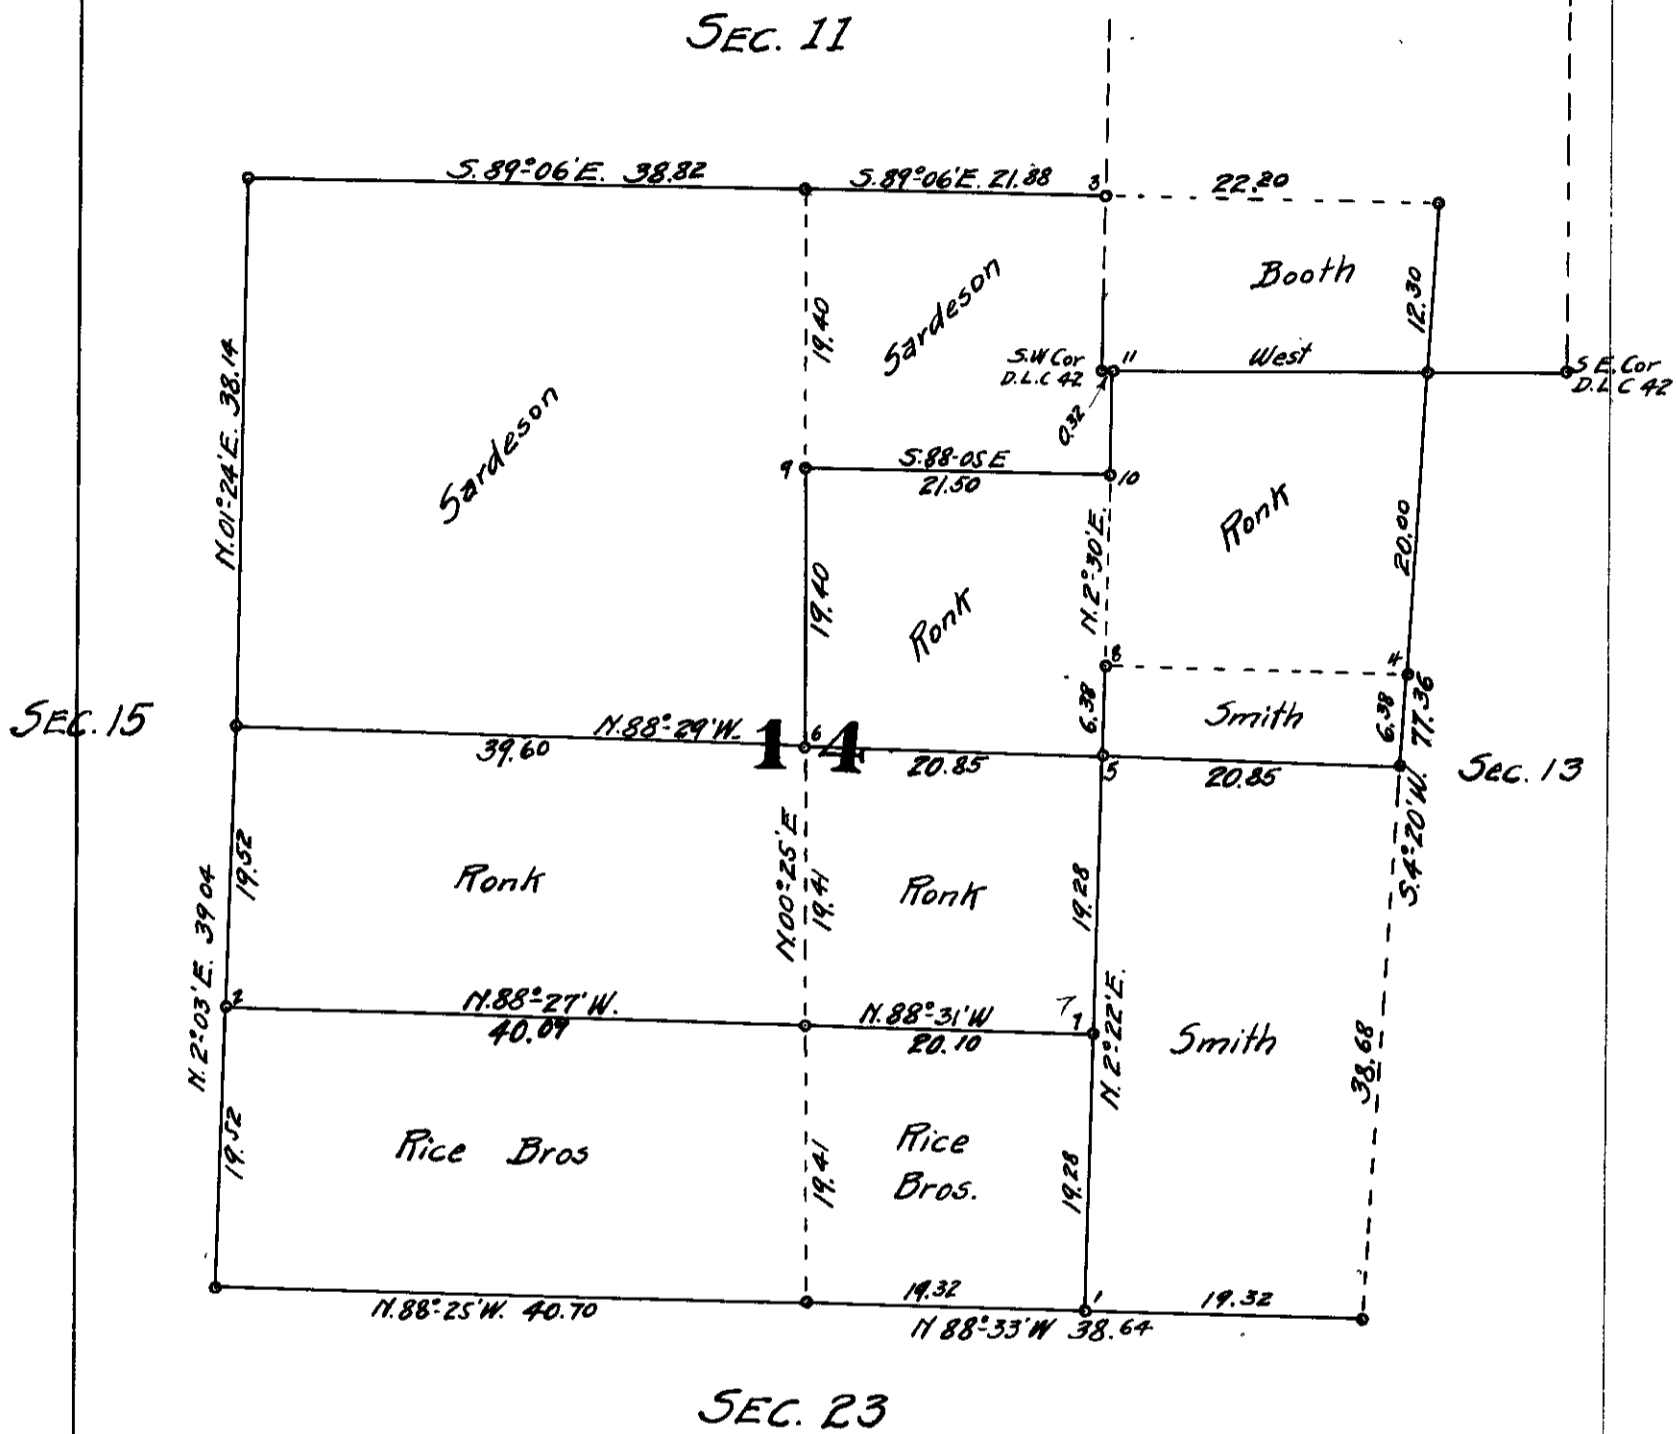 SEC. 11
S. 89°06'E. 38.82
S. 89°06'E. 21.88
3
22.20
Booth
12.30
Sardeson
19.40
S.W Cor
D.L.C 42
11
West
S.E. Cor
D.L.C 42
0.32
N.01°24'E. 38.14
Sardeson
9
S.88-05 E
21.50
10
Ronk
20.00
N.2°30'E.
19.40
Ronk
8
4
6.38
Smith
6.38
S.4°20'W. 77.36
SEC. 15
N.88°29'W.
39.60
14
6
20.85
5
20.85
Sec. 13
19.52
Ronk
N.00°25'E
19.41
Ronk
19.28
N.2°03'E. 39 04
2
N.88°27'W.
40.09
N.88°31'W
20.10
7
1
N.2°22'E.
Smith
38.68
19.52
Rice Bros
19.41
Rice
Bros.
19.28
N.88°25'W. 40.70
19.32
1
19.32
N 88°33'W 38.64
SEC. 23